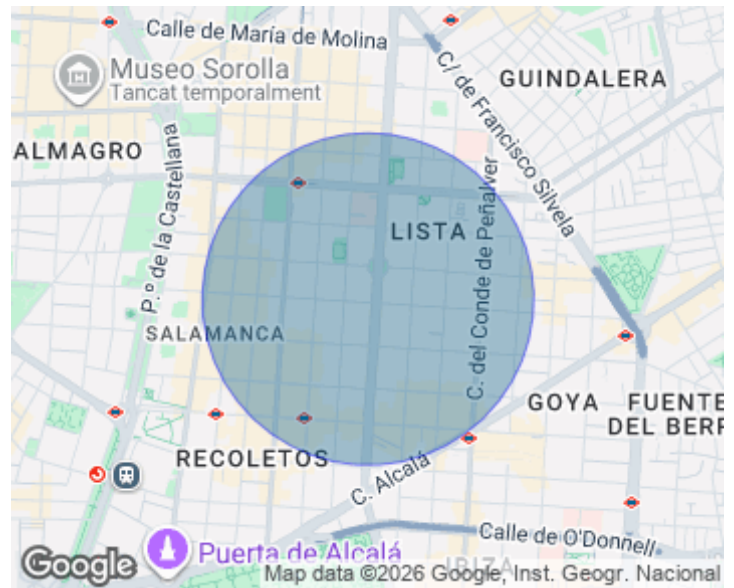 Calle de María de Molina
Museo Sorolla
Tancat temporalment
GUINDALERA
C/ de Francisco Silvela
ALMAGRO
P.º de la Castellana
C. del Conde de Peñalver
LISTA
SALAMANCA
GOYA
FUENTE
DEL BERR
RECOLETOS
C. Alcalá
Calle de O'Donnell
Puerta de Alcalá
IBIZA
Google
Map data ©2026 Google, Inst. Geogr. Nacional